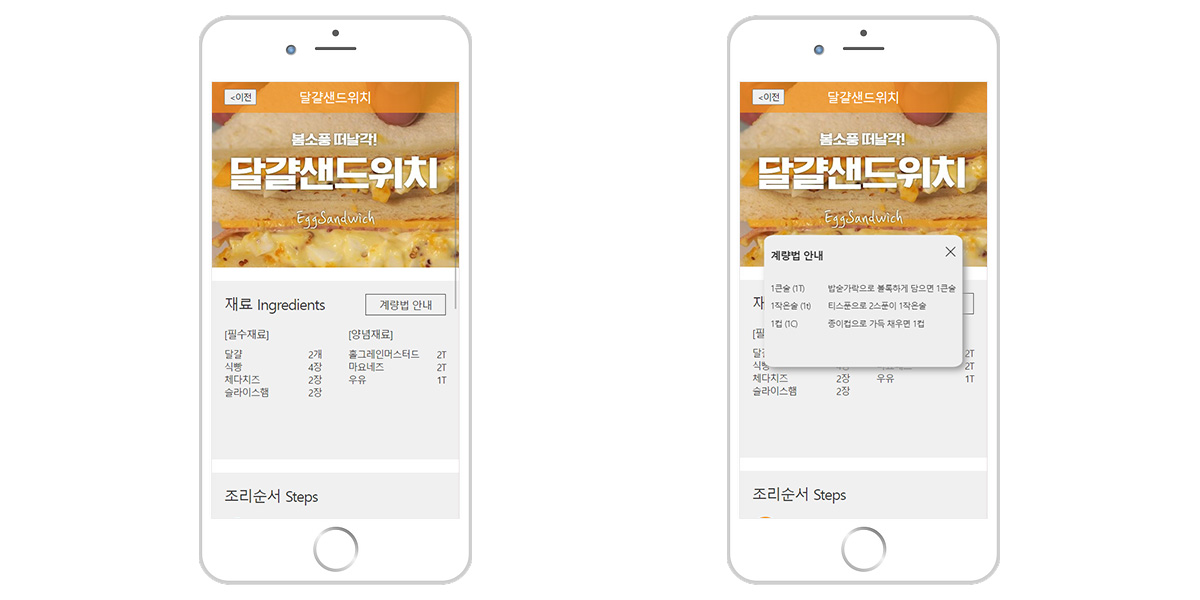 <이전
달걀샌드위치
봄소풍 떠날각!
달걀샌드위치
EggSandwich
재료 Ingredients
계량법 안내
[필수재료]
[양념재료]
달걀 2개
홀그레인머스터드 2T
식빵 4장
마요네즈 2T
체다치즈 2장
우유 1T
슬라이스햄 2장
조리순서 Steps
<이전
달걀샌드위치
봄소풍 떠날각!
달걀샌드위치
EggSandwich
계량법 안내
1큰술 (1T) 밥숟가락으로 볼록하게 담으면 1큰술
1작은술 (1t) 티스푼으로 2스푼이 1작은술
1컵 (1C) 종이컵으로 가득 채우면 1컵
2T
2T
체다치즈 2장
우유 1T
슬라이스햄 2장
조리순서 Steps